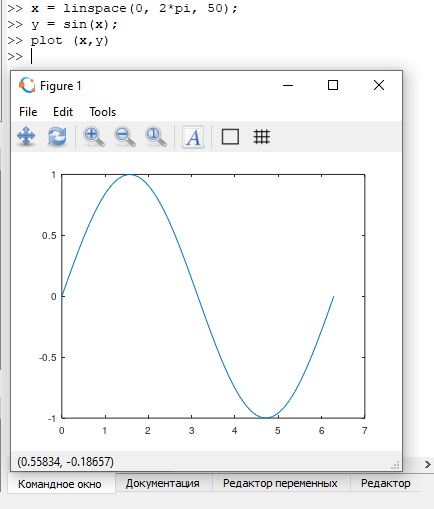 >> x = linspace(0, 2*pi, 50);
>> y = sin(x);
>> plot (x,y)
>>
Figure 1
File Edit Tools
A
1
0.5
0
-0.5
-1
0 1 2 3 4 5 6 7
(0.55834, -0.18657)
Командное окно Документация Редактор переменных Редактор